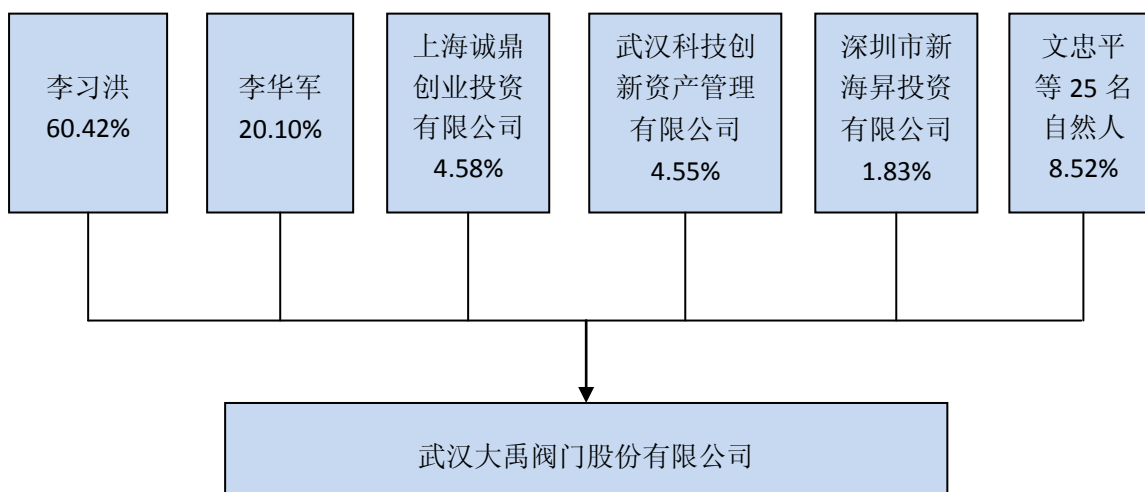 李习洪
60.42%
李华军
20.10%
上海诚鼎
创业投资
有限公司
4.58%
武汉科技创
新资产管理
有限公司
4.55%
深圳市新
海昇投资
有限公司
1.83%
文忠平
等 25 名
自然人
8.52%
武汉大禹阀门股份有限公司